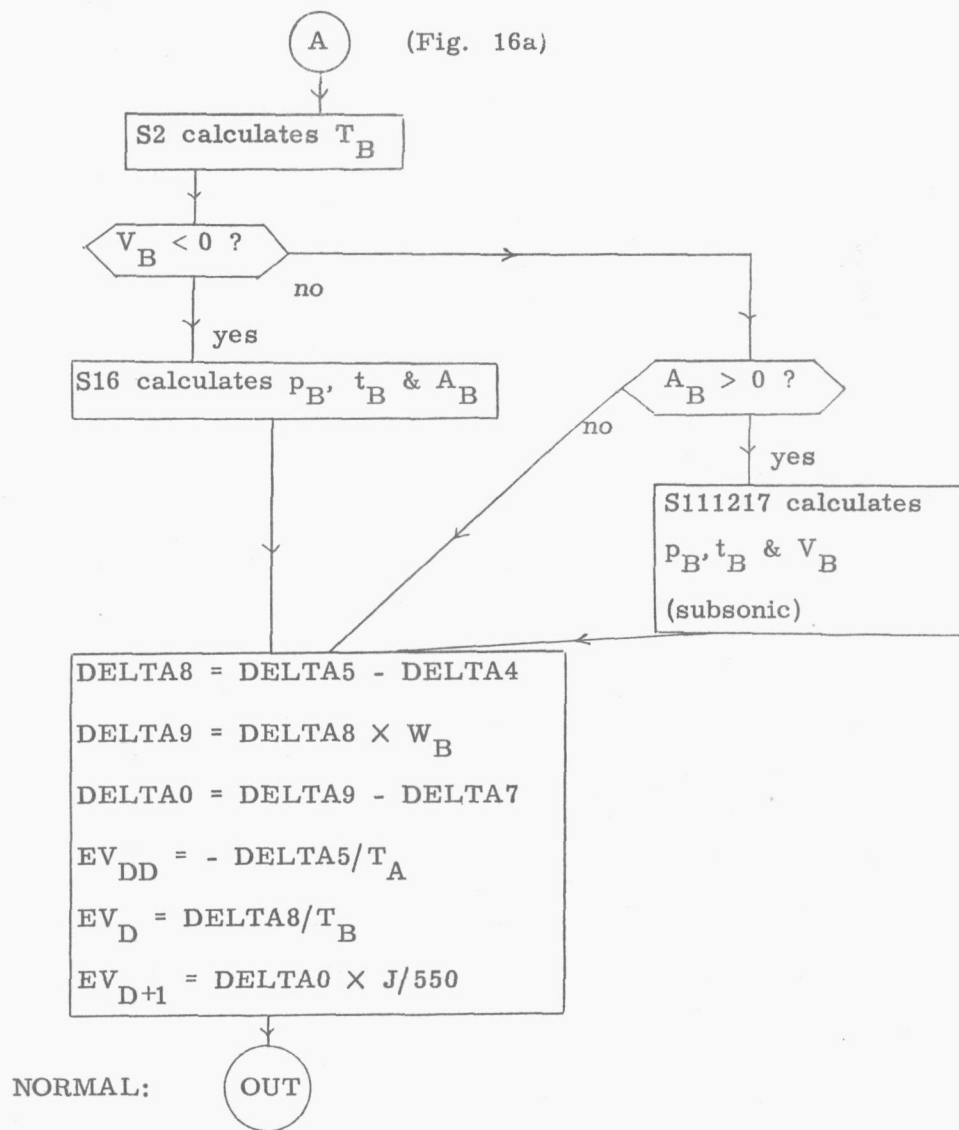 A (Fig. 16a)
S2 calculates T_B
V_B < 0 ?
no
yes
S16 calculates p_B, t_B & A_B
A_B > 0 ?
no
yes
S111217 calculates
p_B, t_B & V_B
(subsonic)
DELTA8 = DELTA5 - DELTA4
DELTA9 = DELTA8 × W_B
DELTA0 = DELTA9 - DELTA7
EV_DD = - DELTA5/T_A
EV_D = DELTA8/T_B
EV_D+1 = DELTA0 × J/550
NORMAL: OUT